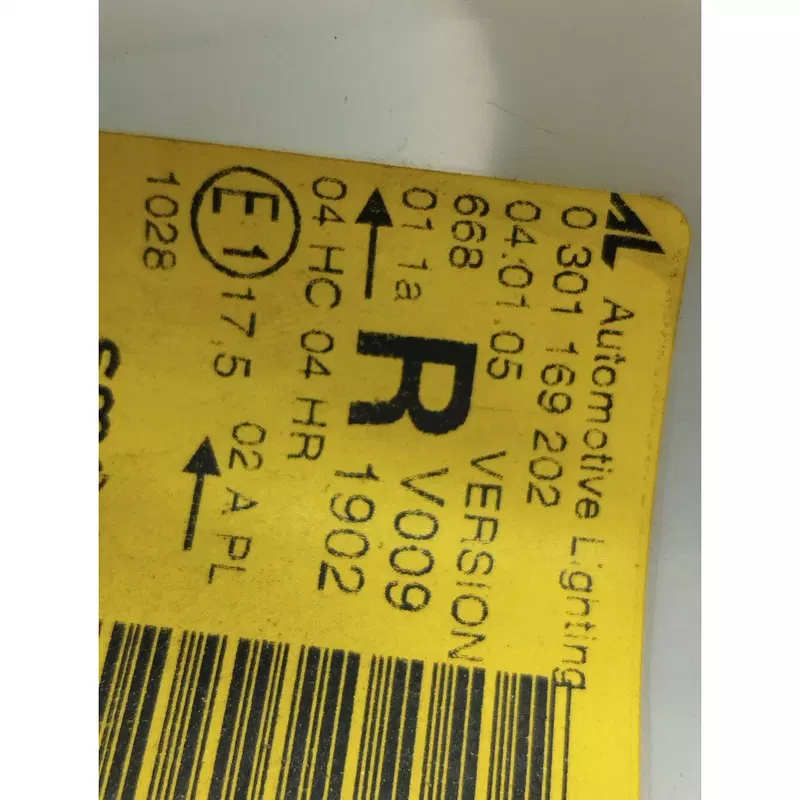 AL Automotive Lighting
0 301 169 202
04.01.05
668 VERSION
01 1a R V009
1902
04 HC 04 HR
E1 17,5 02 A PL
1028